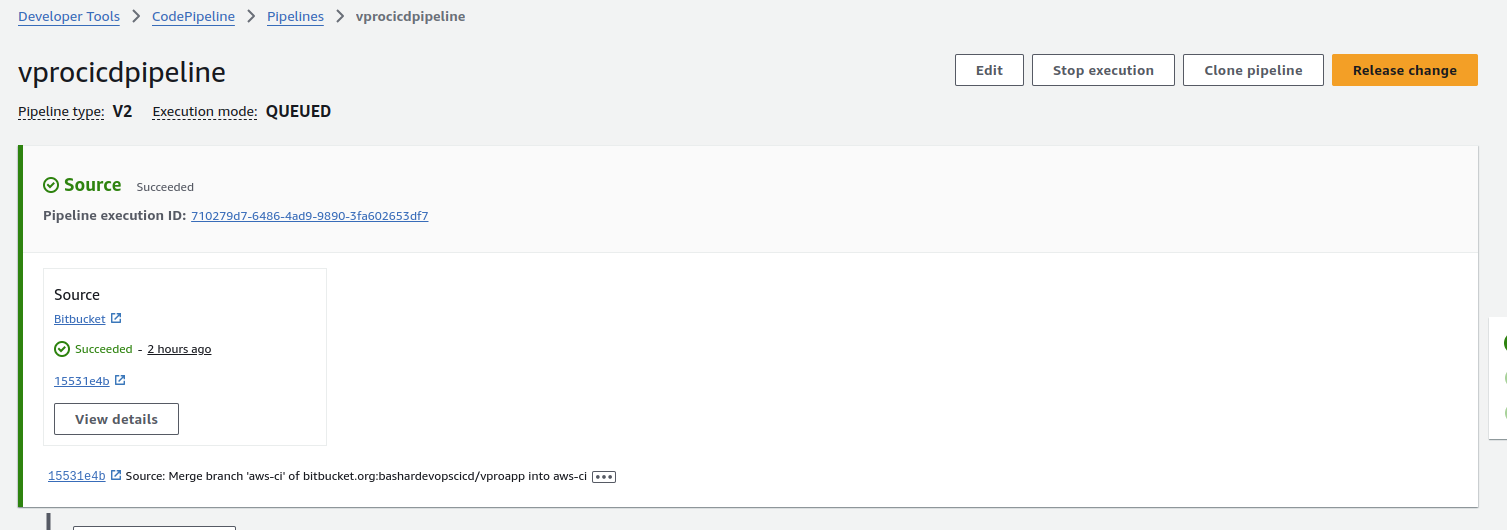 Developer Tools > CodePipeline > Pipelines > vprocicdpipeline
vprocicdpipeline
Edit
Stop execution
Clone pipeline
Release change
Pipeline type: V2 Execution mode: QUEUED
Source Succeeded
Pipeline execution ID: 710279d7-6486-4ad9-9890-3fa602653df7
Source
Bitbucket
Succeeded - 2 hours ago
15531e4b
View details
15531e4b Source: Merge branch 'aws-ci' of bitbucket.org:bashardevopscicd/vproapp into aws-ci